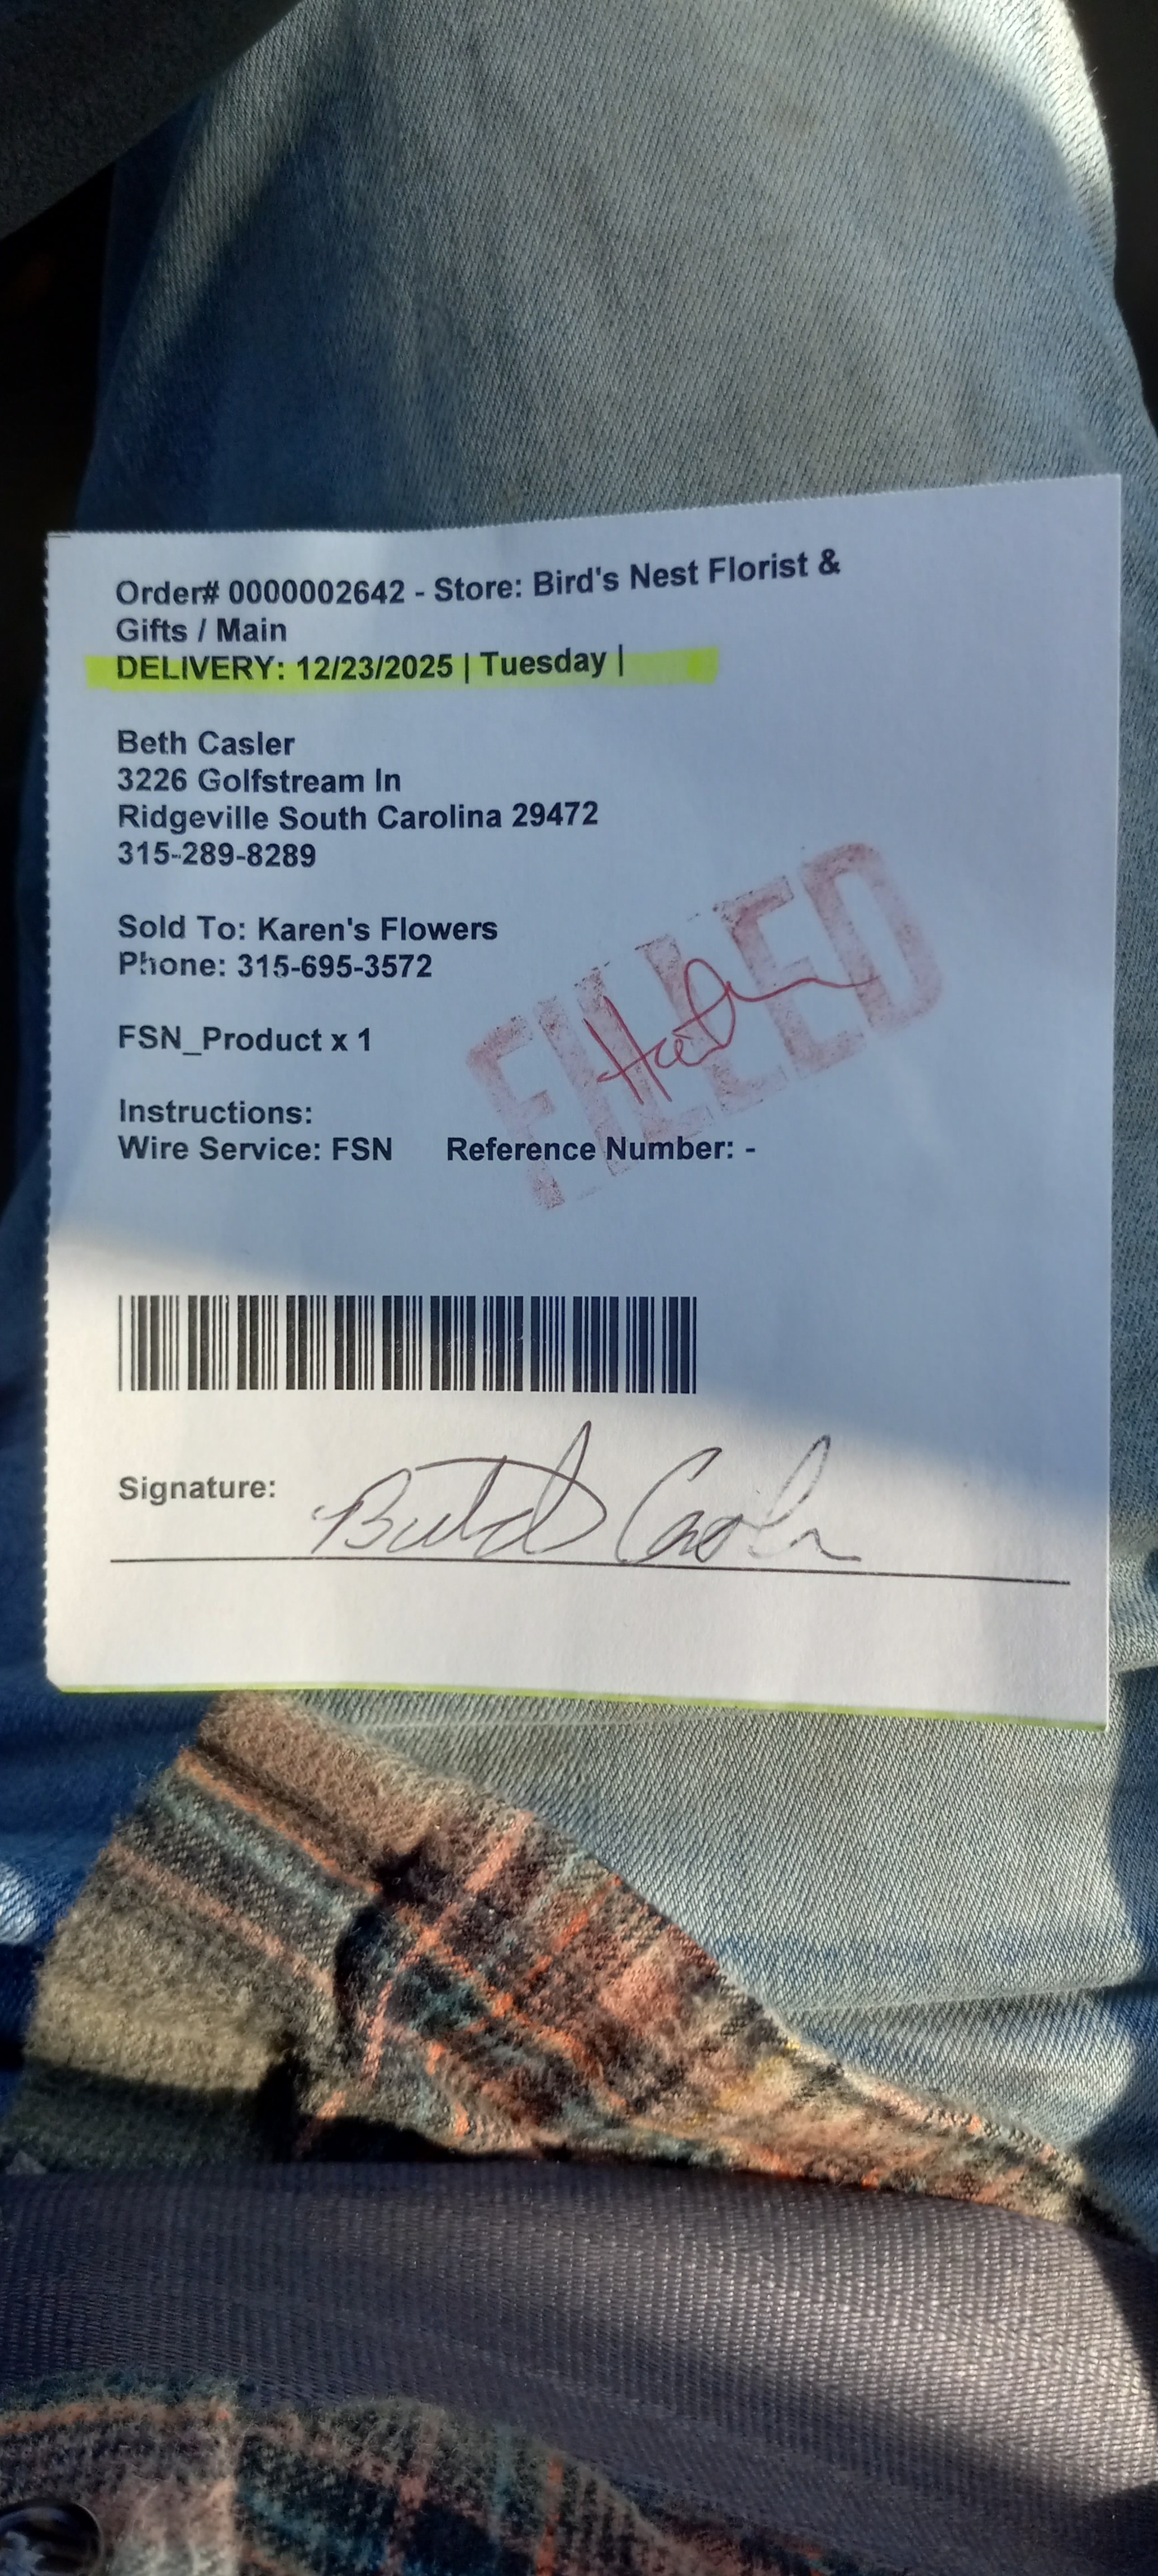 Order# 0000002642 - Store: Bird's Nest Florist &
Gifts / Main
DELIVERY: 12/23/2025 | Tuesday |
Beth Casler
3226 Golfstream ln
Ridgeville South Carolina 29472
315-289-8289
Sold To: Karen's Flowers
Phone: 315-695-3572
FILLED
FSN_Product x 1
Instructions:
Wire Service: FSN Reference Number: -
Signature: